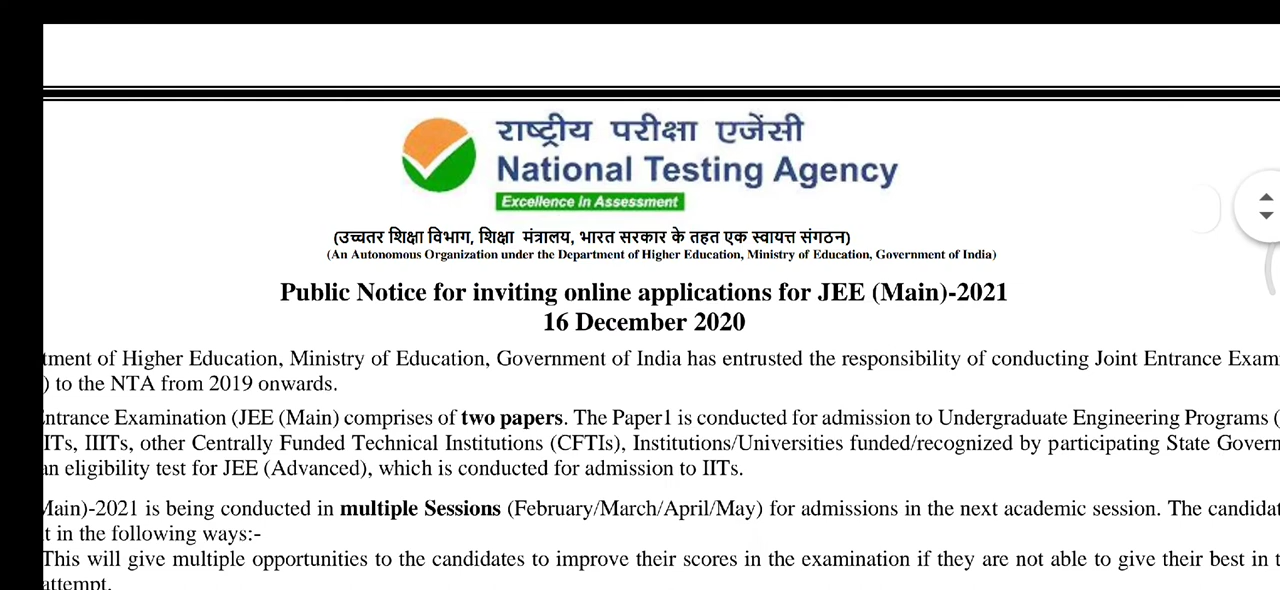 राष्ट्रीय परीक्षा एजेंसी
National Testing Agency
Excellence in Assessment
(उच्चतर शिक्षा विभाग, शिक्षा मंत्रालय, भारत सरकार के तहत एक स्वायत्त संगठन)
(An Autonomous Organization under the Department of Higher Education, Ministry of Education, Government of India)
Public Notice for inviting online applications for JEE (Main)-2021
16 December 2020
tment of Higher Education, Ministry of Education, Government of India has entrusted the responsibility of conducting Joint Entrance Exam
) to the NTA from 2019 onwards.
ntrance Examination (JEE (Main) comprises of two papers. The Paper1 is conducted for admission to Undergraduate Engineering Programs (
ITs, IIITs, other Centrally Funded Technical Institutions (CFTIs), Institutions/Universities funded/recognized by participating State Govern
an eligibility test for JEE (Advanced), which is conducted for admission to IITs.
Main)-2021 is being conducted in multiple Sessions (February/March/April/May) for admissions in the next academic session. The candidat
t in the following ways:-
This will give multiple opportunities to the candidates to improve their scores in the examination if they are not able to give their best in t
attempt.